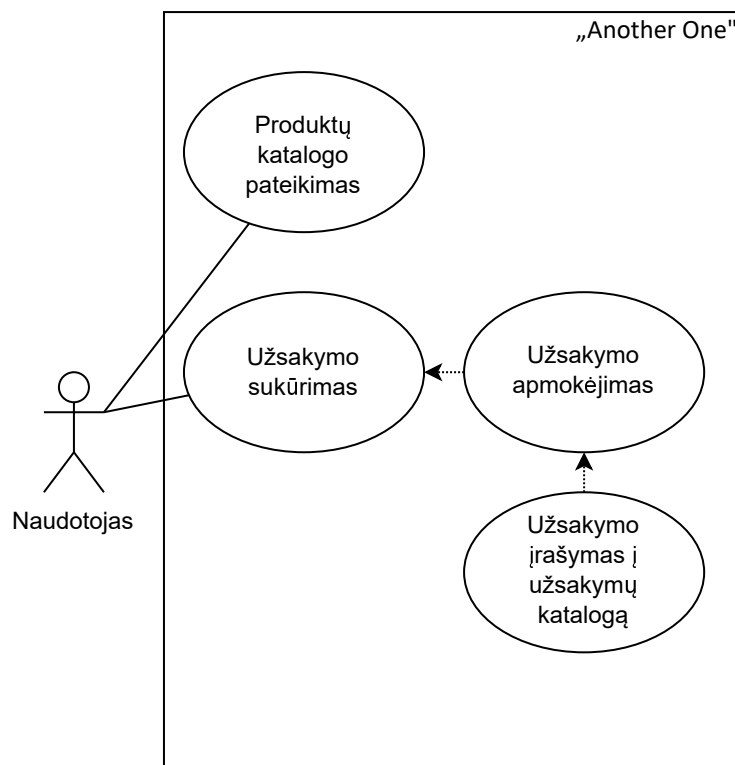 „Another One"
Produktų
katalogo
pateikimas
Užsakymo
sukūrimas
Užsakymo
apmokėjimas
Naudotojas
Užsakymo
įrašymas į
užsakymų
katalogą